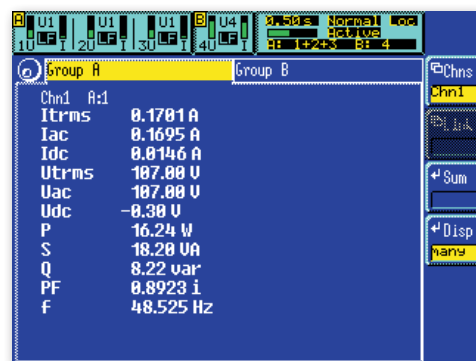 A U1 U1 U1 B U4 0.50s Normal Loc
1U LF I 2U LF I 3U LF I 4U LF I Active
A: 1+2+3 B: 4
Group A Group B
Chns
Chn1
Link
Chn1 A:1
Itrms 0.1701 A
Iac 0.1695 A
Idc 0.0146 A
Utrms 107.00 V
Uac 107.00 V
Udc -0.30 V
P 16.24 W
S 18.20 VA
Q 8.22 var
PF 0.8923 i
f 48.525 Hz
Sum
Disp
many